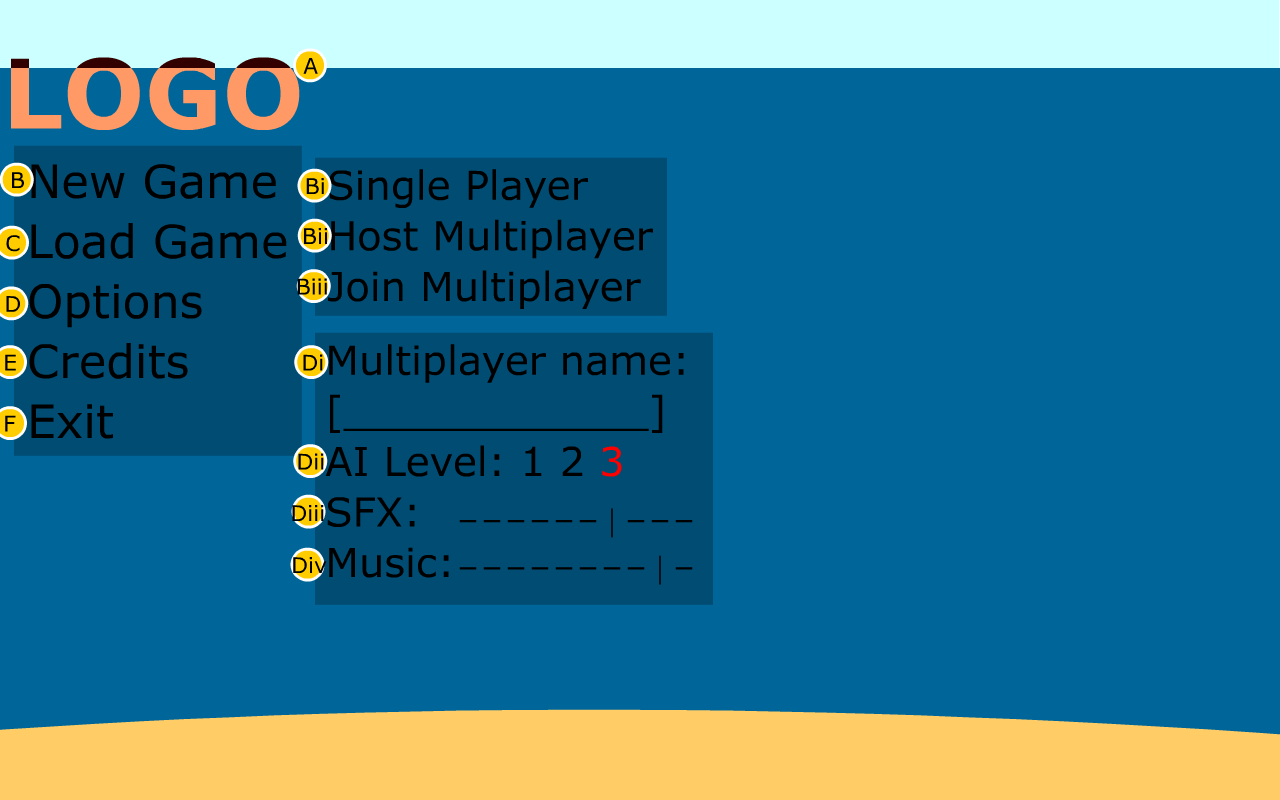 LOGO A
B New Game
C Load Game
D Options
E Credits
F Exit
Bi Single Player
Bii Host Multiplayer
Biii Join Multiplayer
Di Multiplayer name:
[_____________]
Dii AI Level: 1 2 3
Diii SFX: ------|---
Div Music: --------|-